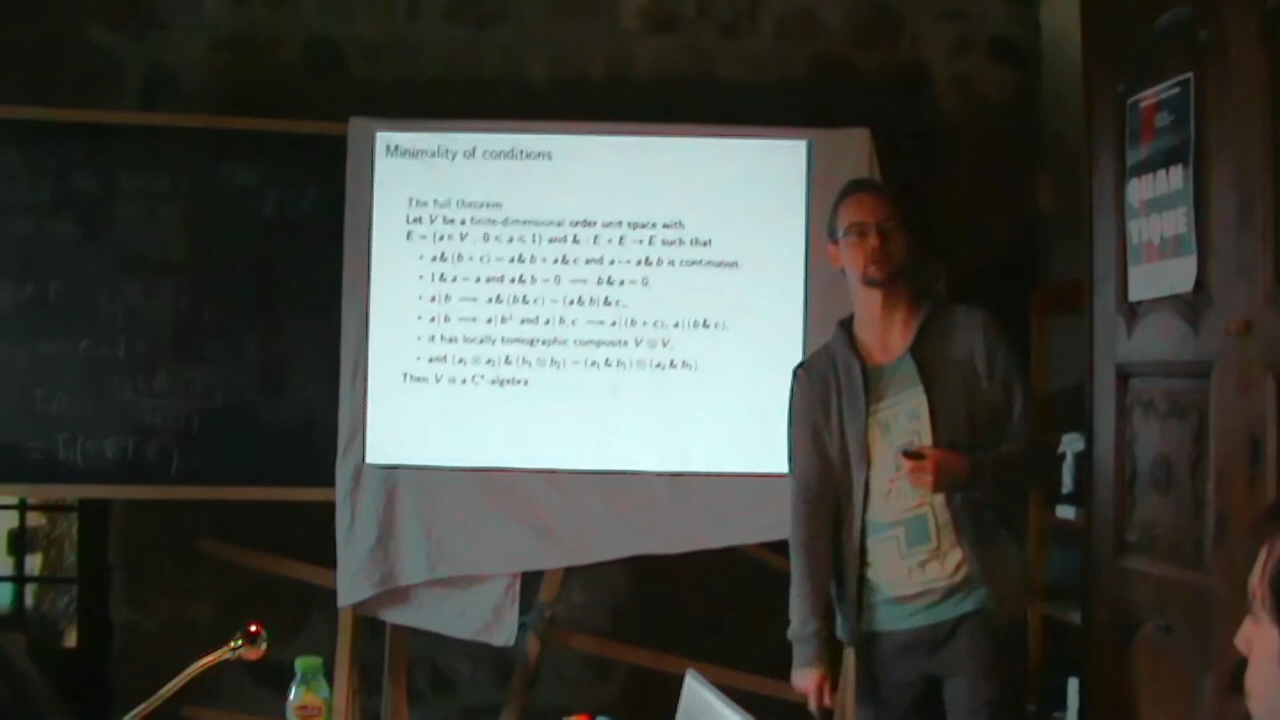 Minimality of conditions
The full theorem
Let V be a finite-dimensional order unit space with
E = {a ∈ V ; 0 ⩽ a ⩽ 1} and & : E × E → E such that
• a & (b + c) = a & b + a & c and a ↦ a & b is continuous.
• 1 & a = a and a & b = 0 ⟹ b & a = 0.
• a | b ⟹ a & (b & c) = (a & b) & c.
• a | b ⟹ a | b⊥ and a | b, c ⟹ a | (b + c), a | (b & c).
• it has locally tomographic composite V ⊗ V,
• and (a₁ ⊗ a₂) & (b₁ ⊗ b₂) = (a₁ & b₁) ⊗ (a₂ & b₂)
Then V is a C*-algebra
QUAN
TIQUE